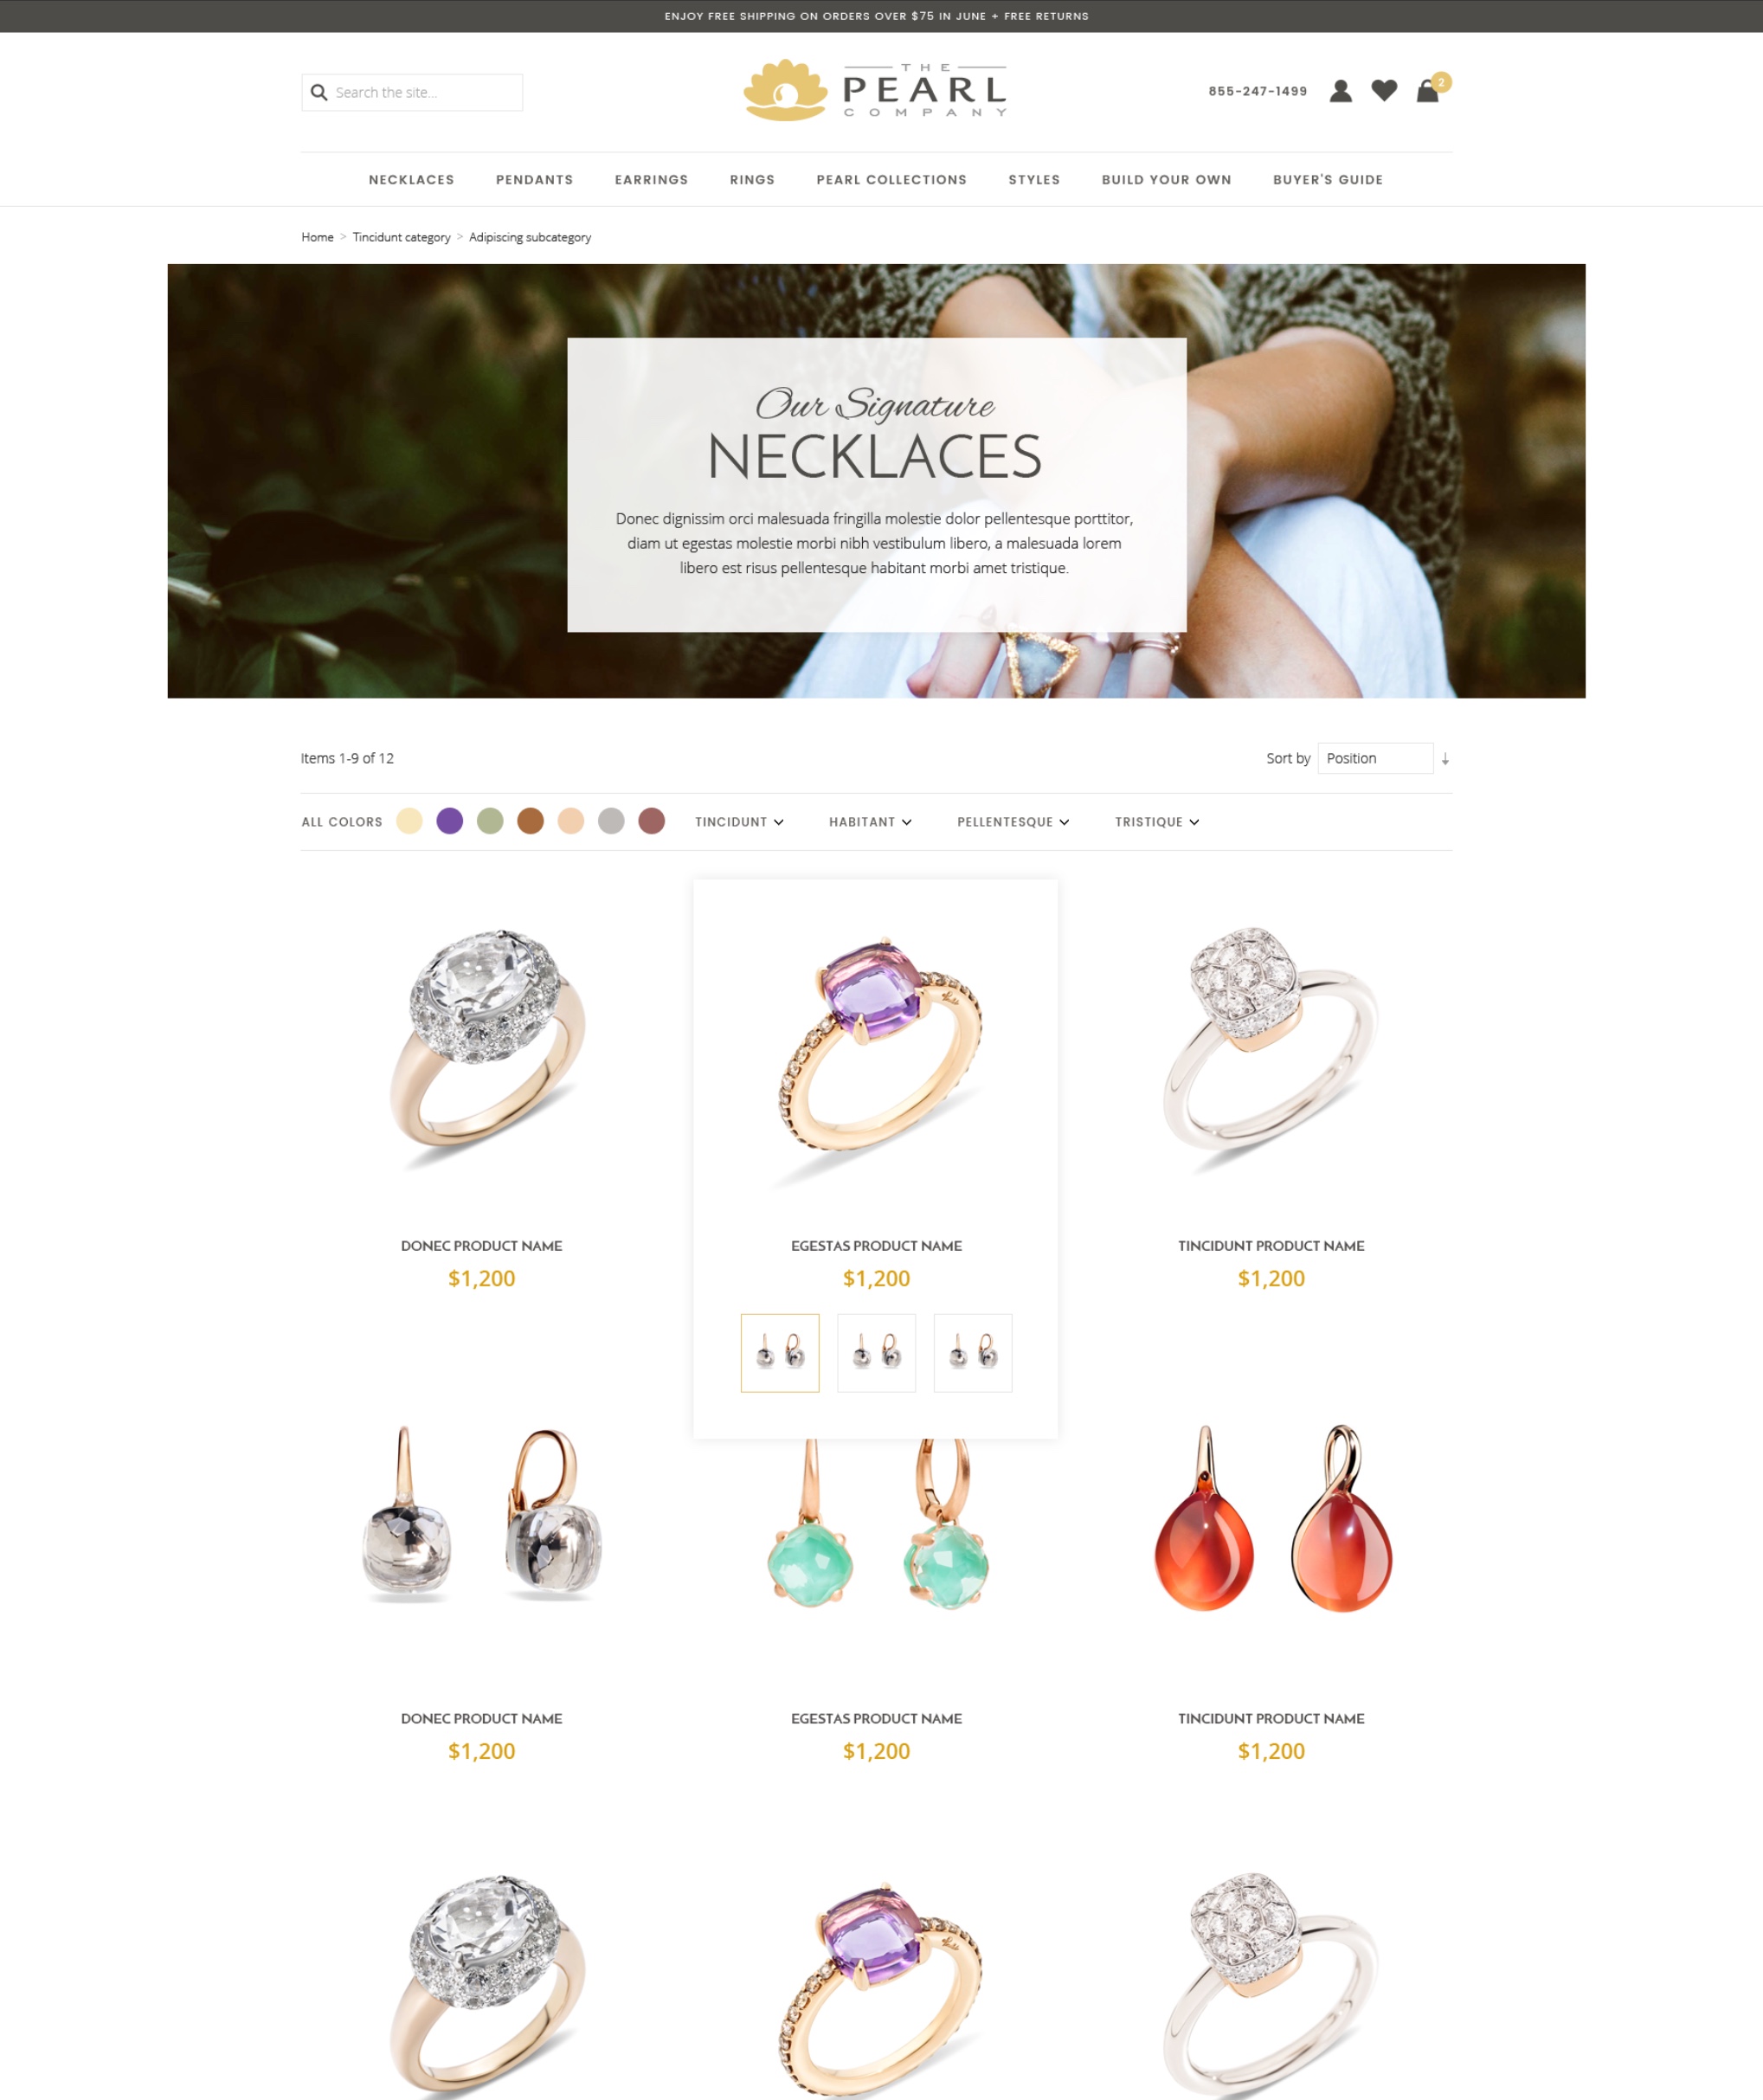 ENJOY FREE SHIPPING ON ORDERS OVER $75 IN JUNE + FREE RETURNS
Search the site...
THE
PEARL
COMPANY
855-247-1499
2
NECKLACES PENDANTS EARRINGS RINGS PEARL COLLECTIONS STYLES BUILD YOUR OWN BUYER'S GUIDE
Home > Tincidunt category > Adipiscing subcategory
Our Signature
NECKLACES
Donec dignissim orci malesuada fringilla molestie dolor pellentesque porttitor,
diam ut egestas molestie morbi nibh vestibulum libero, a malesuada lorem
libero est risus pellentesque habitant morbi amet tristique.
Items 1-9 of 12
Sort by Position
ALL COLORS TINCIDUNT HABITANT PELLENTESQUE TRISTIQUE
DONEC PRODUCT NAME
$1,200
EGESTAS PRODUCT NAME
$1,200
TINCIDUNT PRODUCT NAME
$1,200
DONEC PRODUCT NAME
$1,200
EGESTAS PRODUCT NAME
$1,200
TINCIDUNT PRODUCT NAME
$1,200